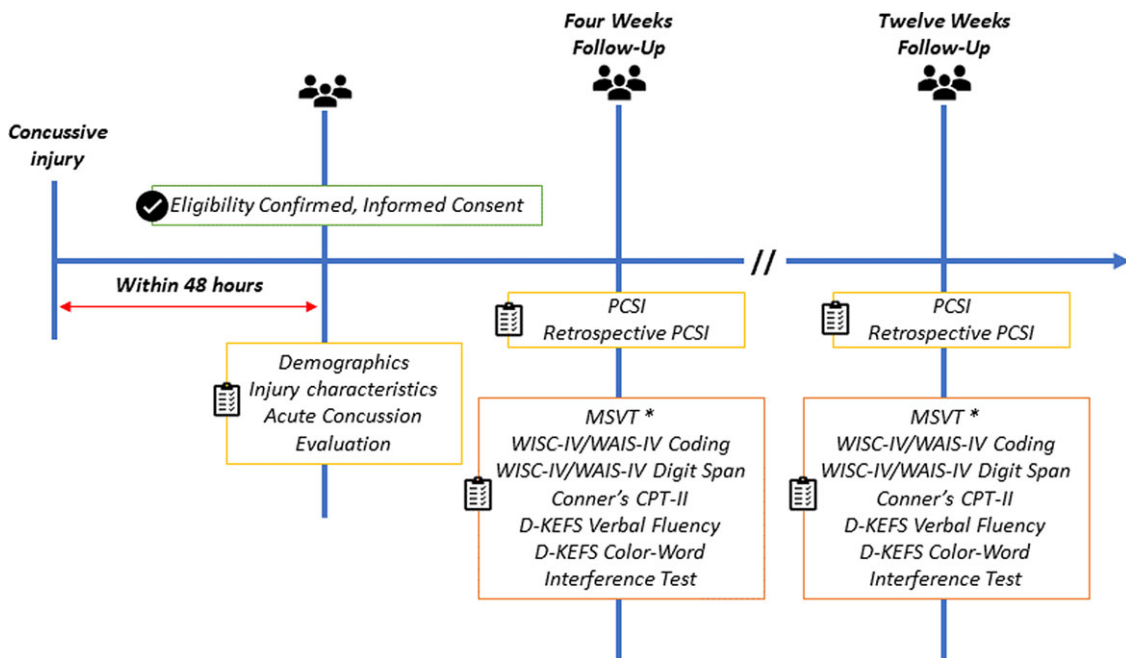 Four Weeks
Follow-Up
Twelve Weeks
Follow-Up
Concussive
injury
Eligibility Confirmed, Informed Consent
//
Within 48 hours
Demographics
Injury characteristics
Acute Concussion
Evaluation
PCSI
Retrospective PCSI
MSVT *
WISC-IV/WAIS-IV Coding
WISC-IV/WAIS-IV Digit Span
Conner’s CPT-II
D-KEFS Verbal Fluency
D-KEFS Color-Word
Interference Test
PCSI
Retrospective PCSI
MSVT *
WISC-IV/WAIS-IV Coding
WISC-IV/WAIS-IV Digit Span
Conner’s CPT-II
D-KEFS Verbal Fluency
D-KEFS Color-Word
Interference Test